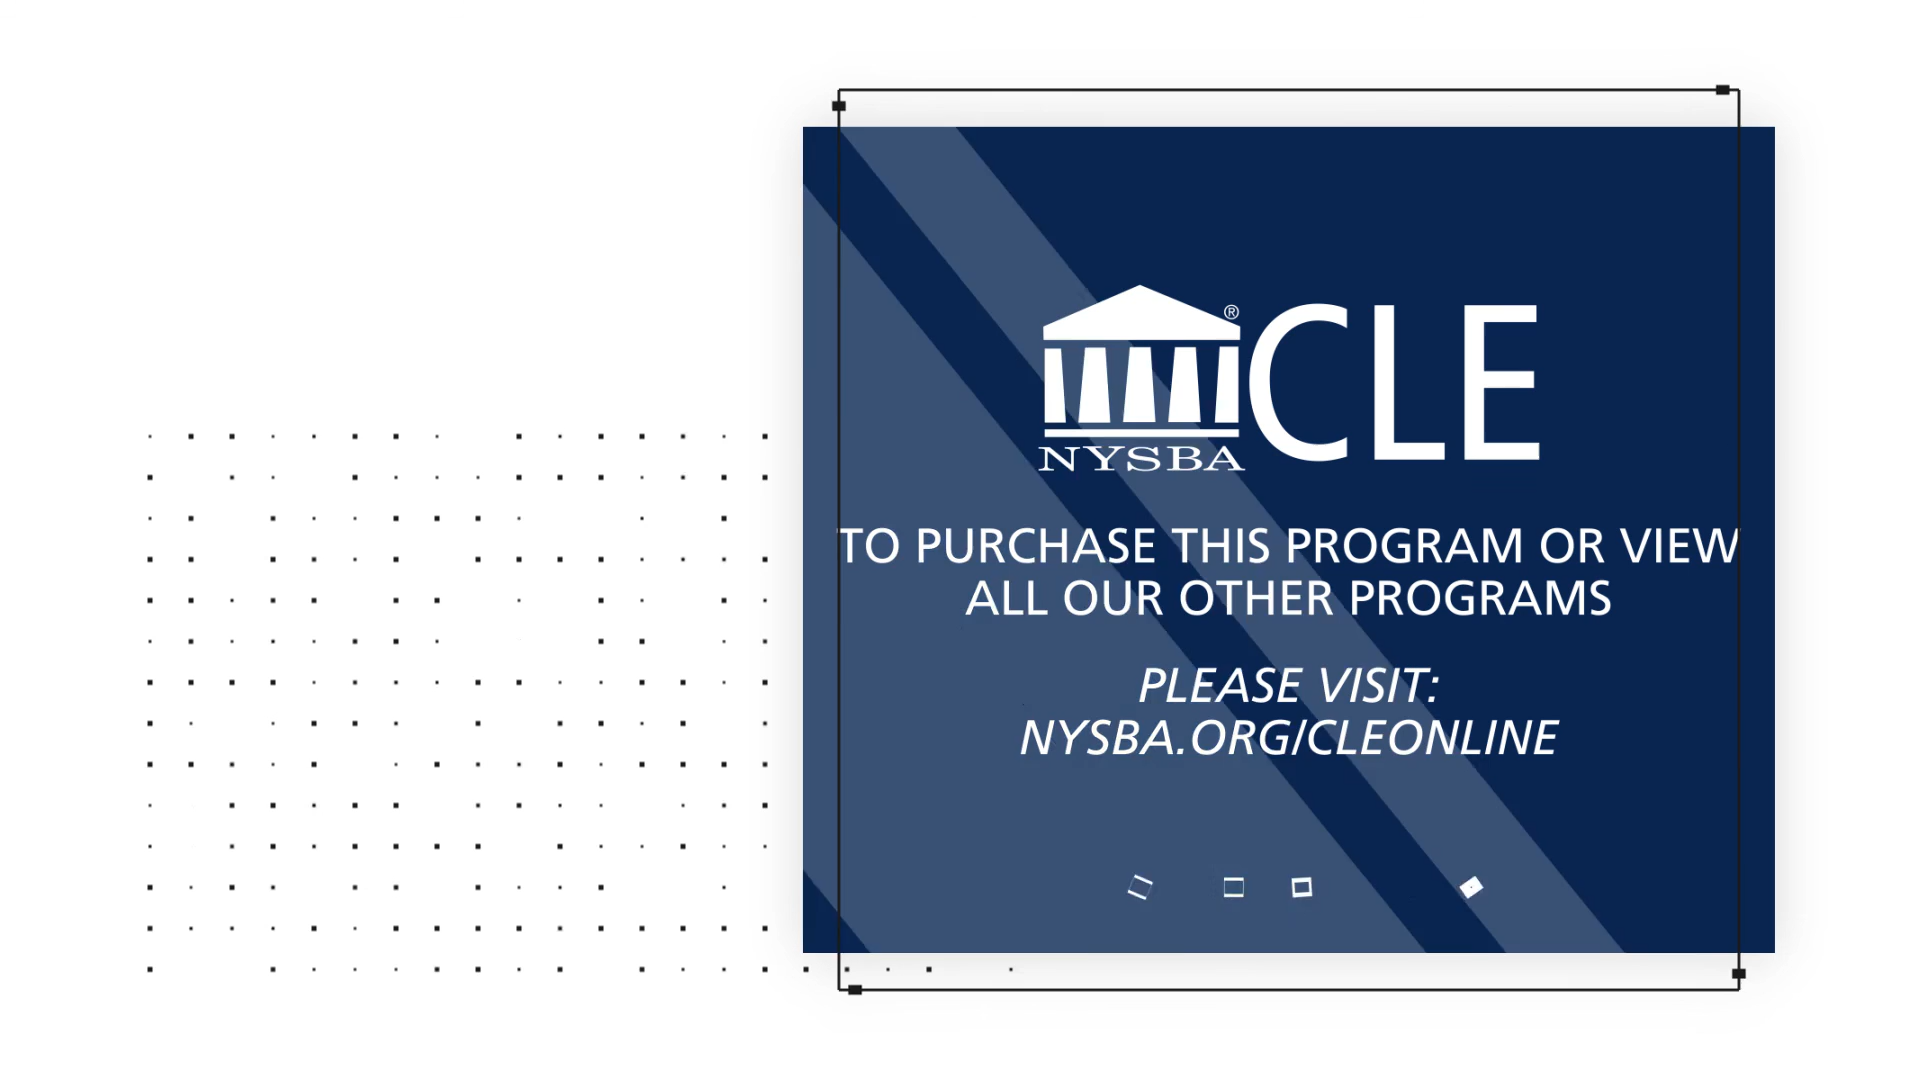 ®
CLE
NYSBA
TO PURCHASE THIS PROGRAM OR VIEW
ALL OUR OTHER PROGRAMS
PLEASE VISIT:
NYSBA.ORG/CLEONLINE